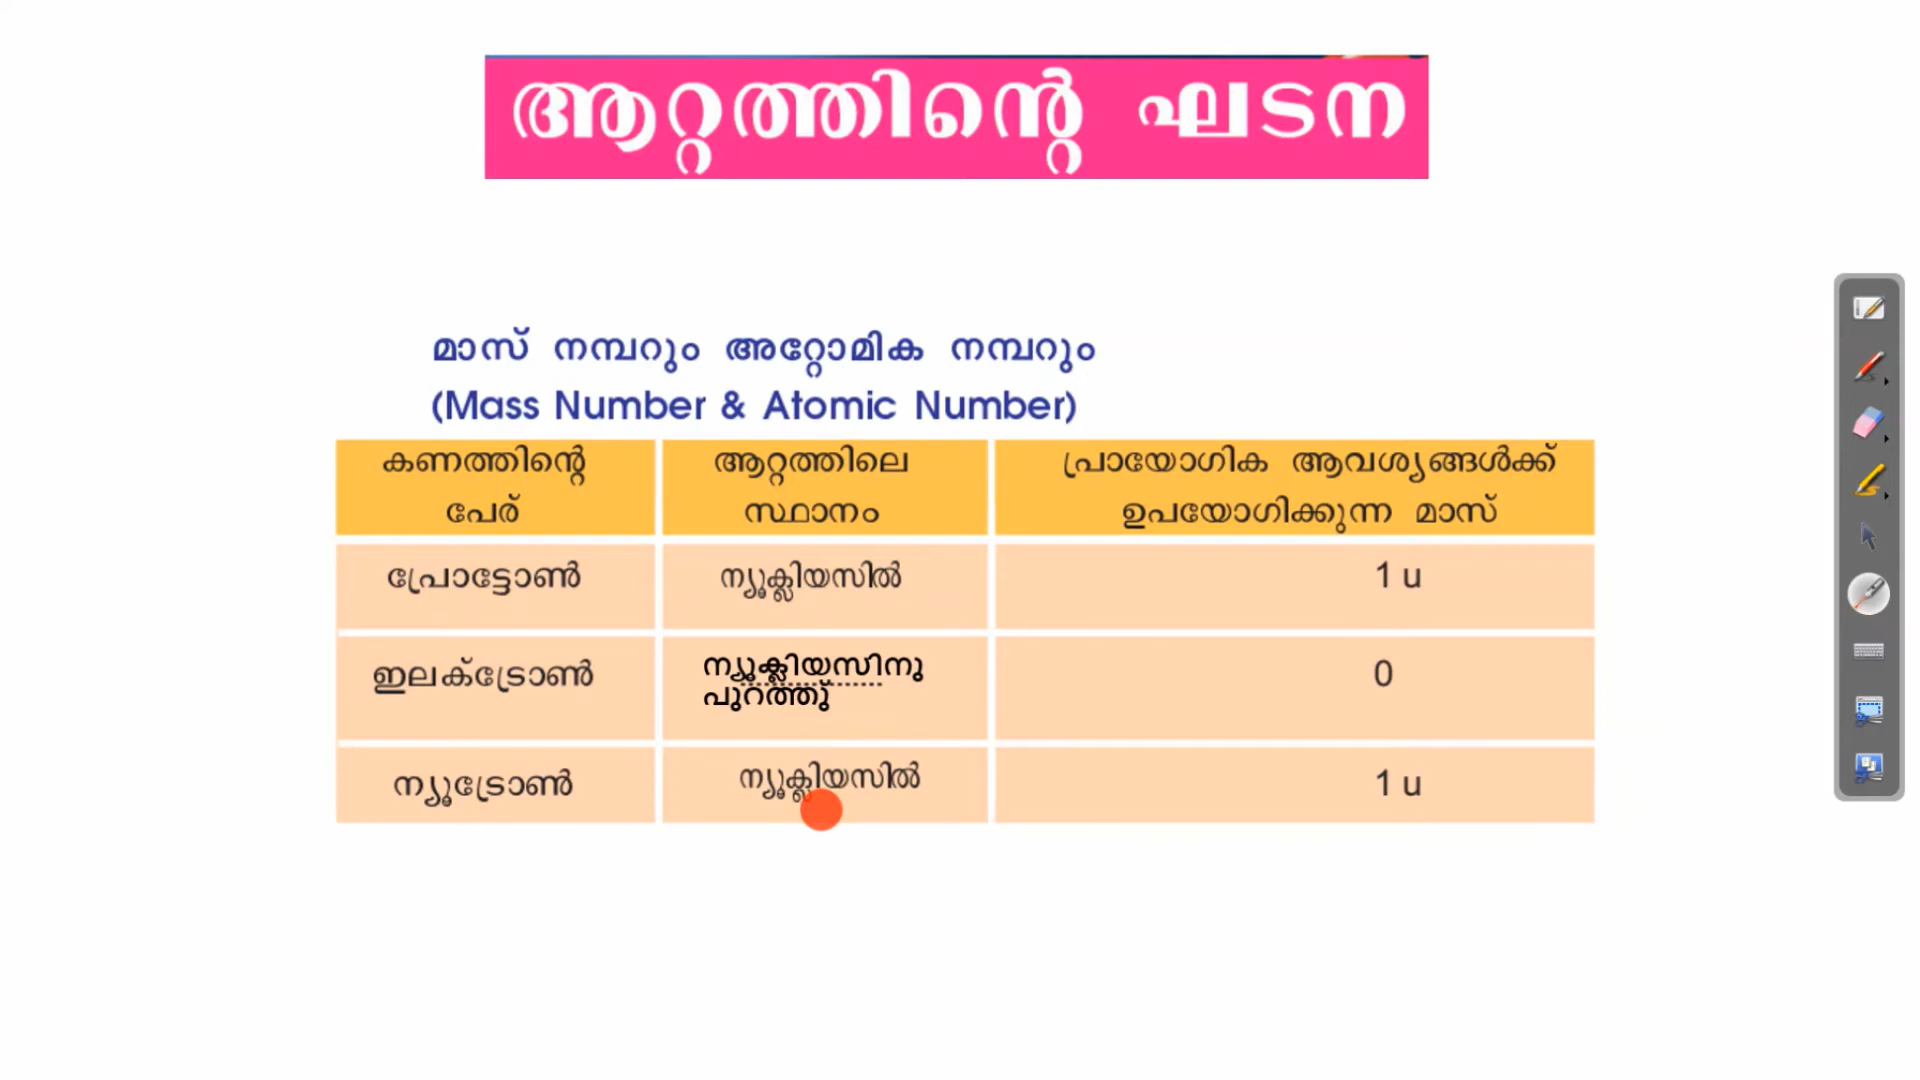 ആറ്റത്തിന്റെ ഘടന
മാസ് നമ്പറും അറ്റോമിക നമ്പറും
(Mass Number & Atomic Number)
കണത്തിന്റെ പേര്
ആറ്റത്തിലെ സ്ഥാനം
പ്രായോഗിക ആവശ്യങ്ങൾക്ക് ഉപയോഗിക്കുന്ന മാസ്
പ്രോട്ടോൺ
ന്യൂക്ലിയസിൽ
1 u
ഇലക്ട്രോൺ
ന്യൂക്ലിയസിനു
പുറത്തു്
0
ന്യൂട്രോൺ
ന്യൂക്ലിയസിൽ
1 u